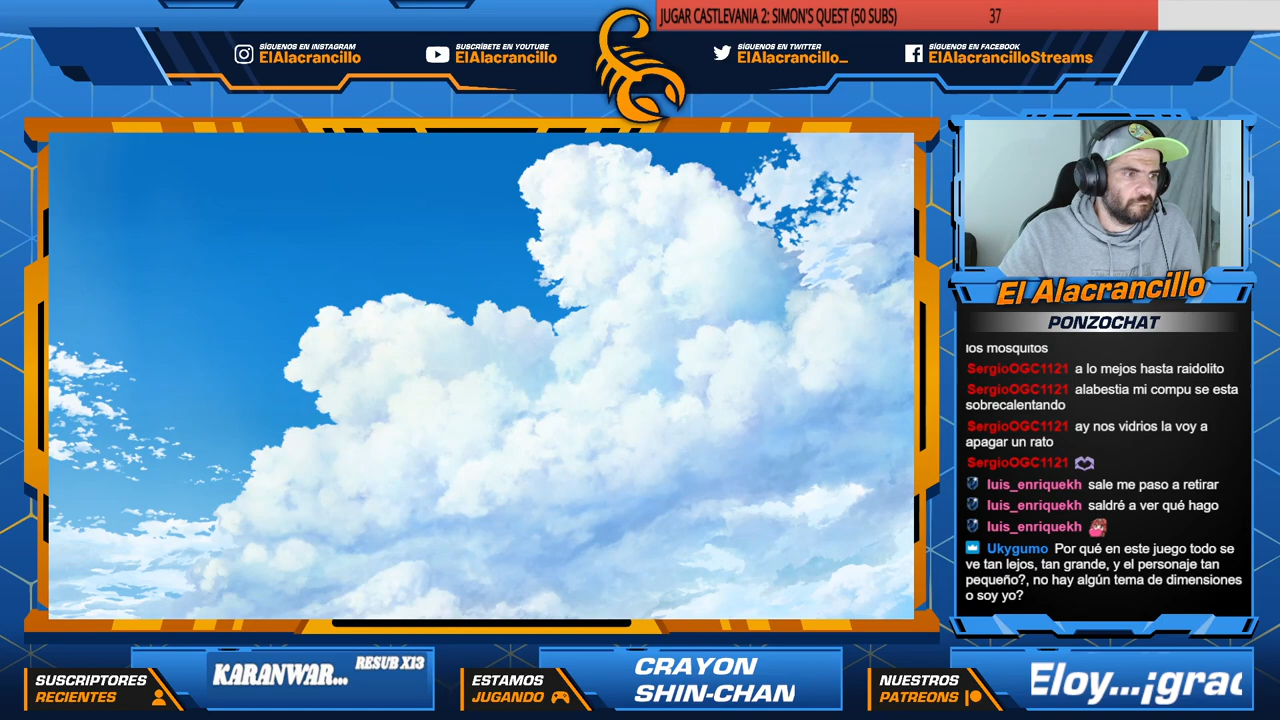 JUGAR CASTLEVANIA 2: SIMON'S QUEST (50 SUBS) 37
SÍGUENOS EN INSTAGRAM
ElAlacrancillo
SUSCRÍBETE EN YOUTUBE
ElAlacrancillo
SÍGUENOS EN TWITTER
ElAlacrancillo_
SÍGUENOS EN FACEBOOK
ElAlacrancilloStreams
El Alacrancillo
PONZOCHAT
los mosquitos
SergioOGC1121 a lo mejos hasta raidolito
SergioOGC1121 alabestia mi compu se esta
sobrecalentando
SergioOGC1121 ay nos vidrios la voy a
apagar un rato
SergioOGC1121
luis_enriquekh sale me paso a retirar
luis_enriquekh saldré a ver qué hago
luis_enriquekh
Ukygumo Por qué en este juego todo se
ve tan lejos, tan grande, y el personaje tan
pequeño?, no hay algún tema de dimensiones
o soy yo?
SUSCRIPTORES
RECIENTES
KARANWAR... RESUB X13
ESTAMOS
JUGANDO
CRAYON
SHIN-CHAN
NUESTROS
PATREONS
Eloy...¡grac